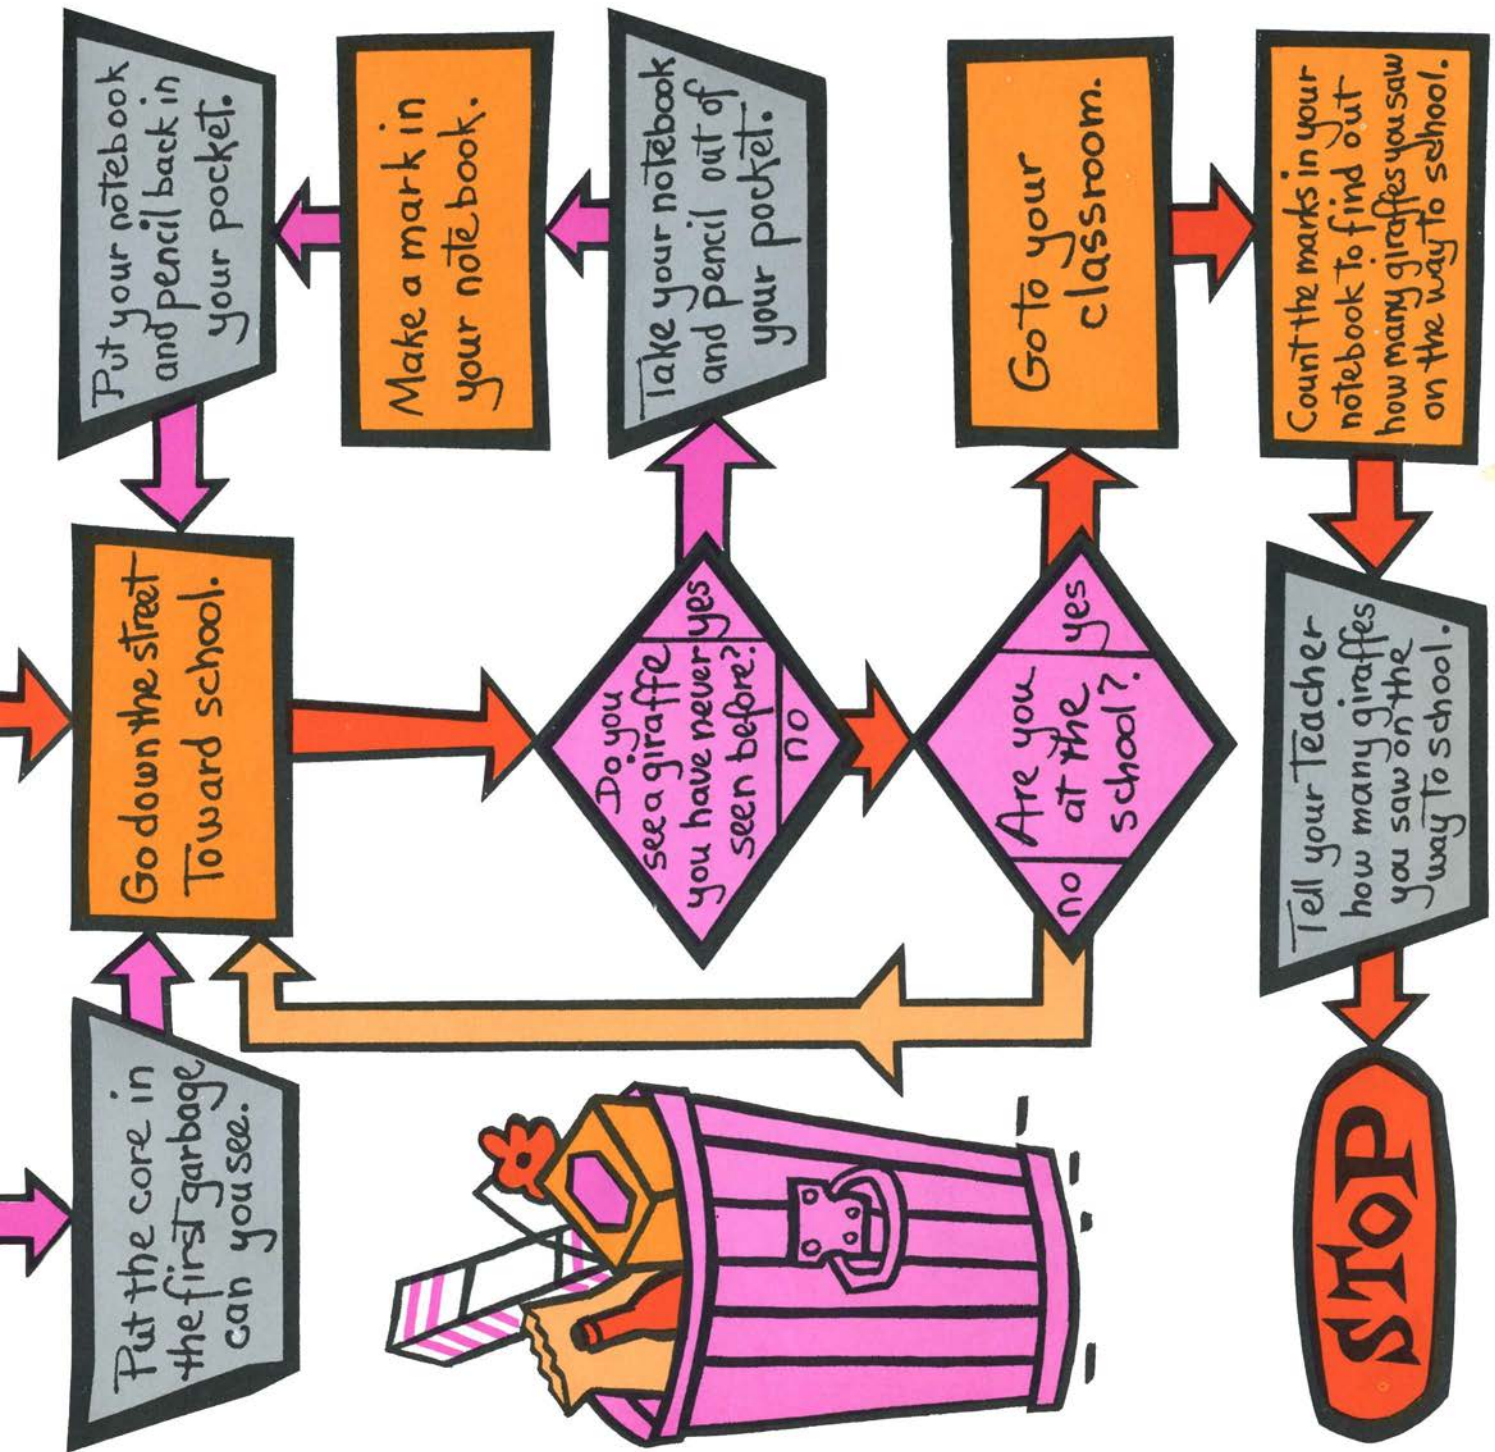 Put the core in
the first garbage
can you see.
Go down the street
toward school.
Do you
see a giraffe
you have never
seen before?
yes
no
Take your notebook
and pencil out of
your pocket.
Make a mark in
your notebook.
Put your notebook
and pencil back in
your pocket.
Are you
at the
school?
no
yes
Go to your
classroom.
Count the marks in your
notebook to find out
how many giraffes you saw
on the way to school.
Tell your teacher
how many giraffes
you saw on the
way to school.
STOP